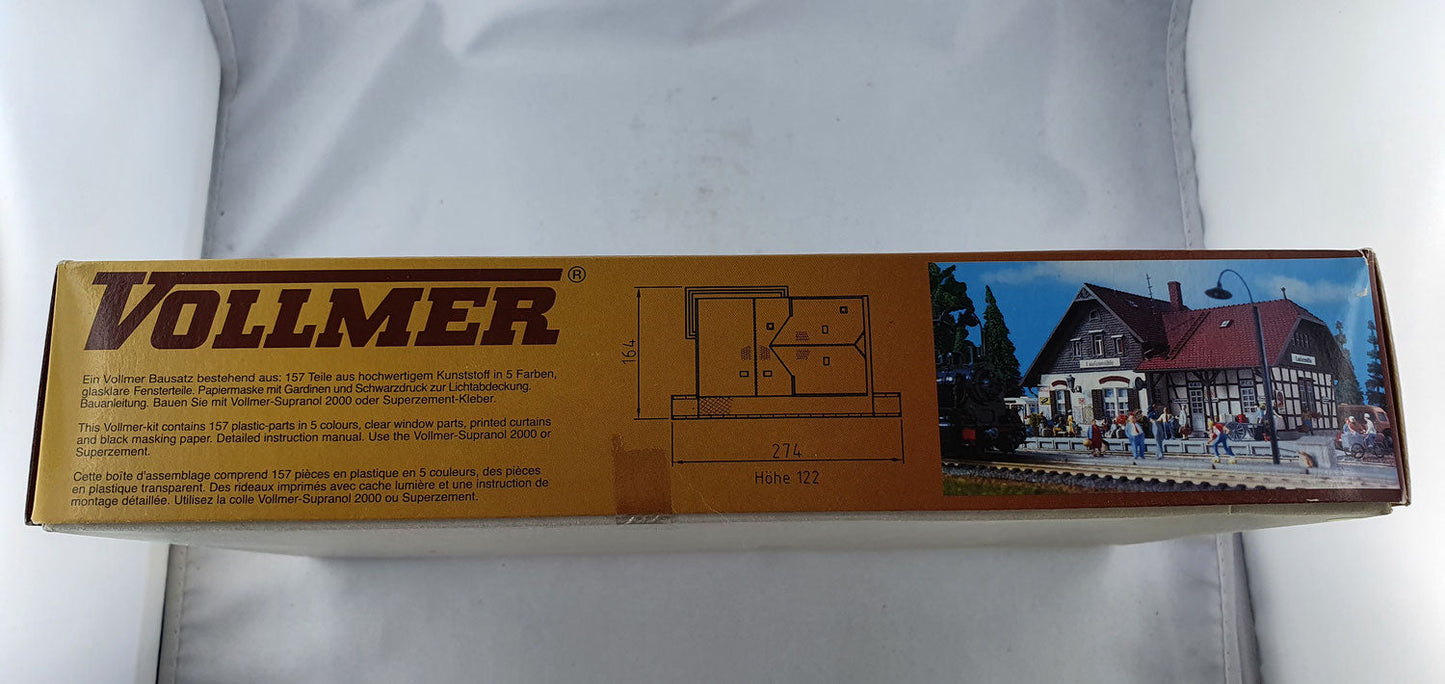 VOLLMER®
Ein Vollmer Bausatz bestehend aus: 157 Teile aus hochwertigem Kunststoff in 5 Farben,
glasklare Fensterteile. Papiermaske mit Gardinen und Schwarzdruck zur Lichtabdeckung.
Bauanleitung. Bauen Sie mit Vollmer-Supranol 2000 oder Superzement-Kleber.
This Vollmer-kit contains 157 plastic-parts in 5 colours, clear window parts, printed curtains
and black masking paper. Detailed instruction manual. Use the Vollmer-Supranol 2000 or
Superzement.
Cette boîte d'assemblage comprend 157 pièces en plastique en 5 couleurs, des pièces
en plastique transparent. Des rideaux imprimés avec cache lumière et une instruction de
montage détaillée. Utilisez la colle Vollmer-Supranol 2000 ou Superzement.
164
274
Höhe 122